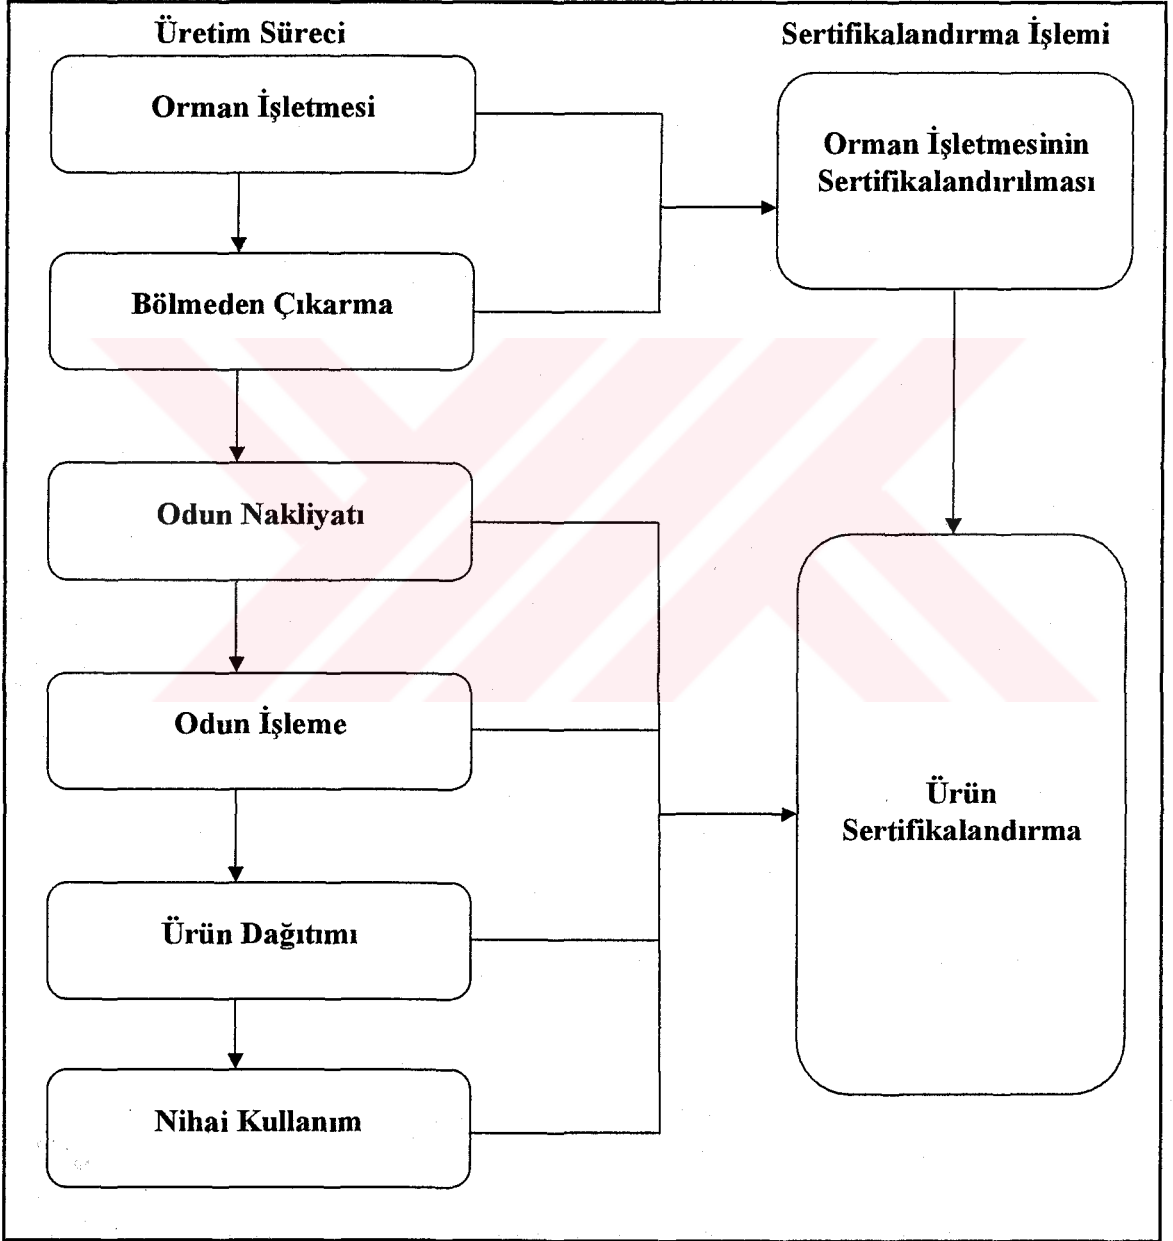 Üretim Süreci
Sertifikalandırma İşlemi
Orman İşletmesi
Orman İşletmesinin
Sertifikalandırılması
Bölmeden Çıkarma
Odun Nakliyatı
Odun İşleme
Ürün
Sertifikalandırma
Ürün Dağıtımı
Nihai Kullanım